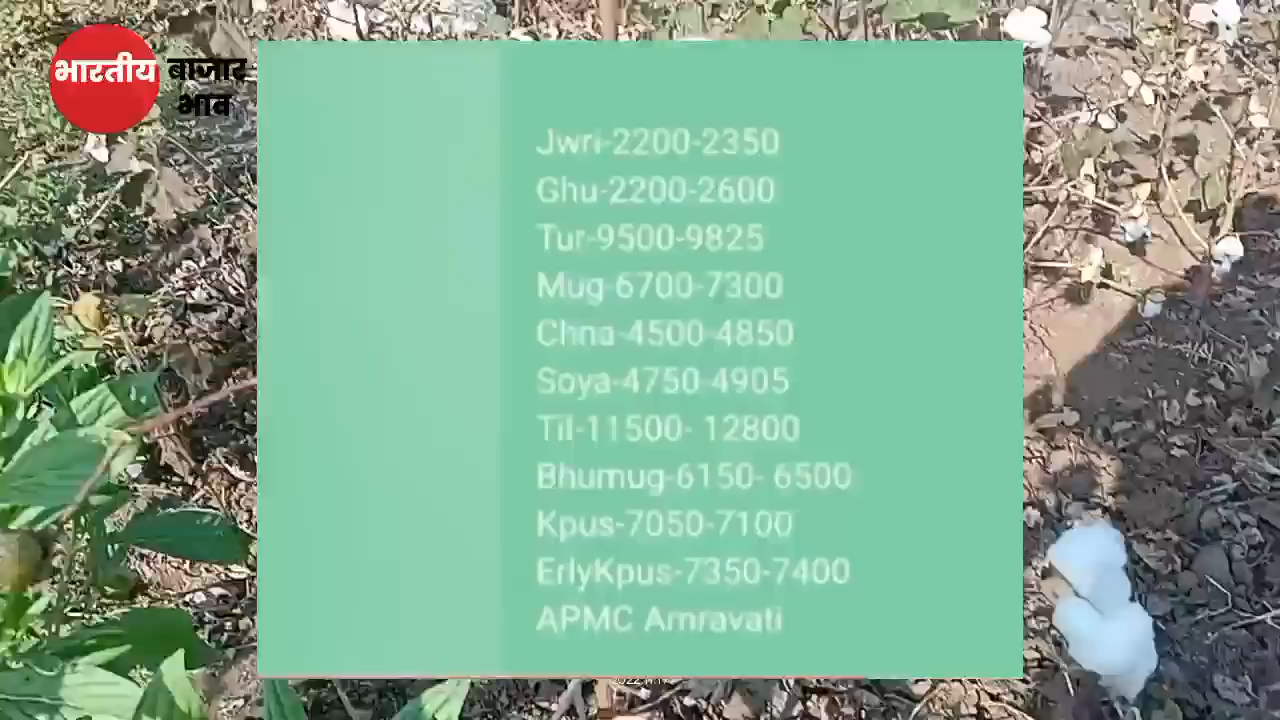 भारतीय बाजार
भाव
Jwri-2200-2350
Ghu-2200-2600
Tur-9500-9825
Mug-6700-7300
Chna-4500-4850
Soya-4750-4905
Til-11500- 12800
Bhumug-6150- 6500
Kpus-7050-7100
ErlyKpus-7350-7400
APMC Amravati